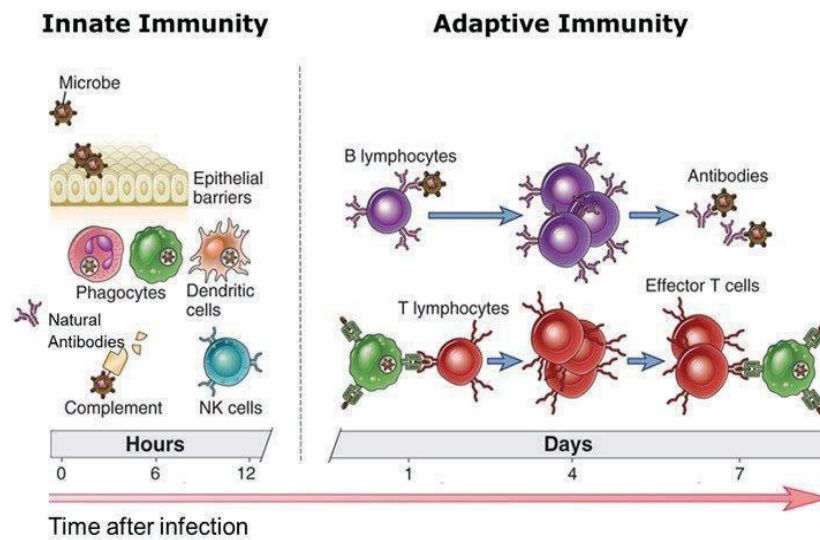 Innate Immunity
Adaptive Immunity
Microbe
Epithelial
barriers
Phagocytes
Dendritic
cells
Natural
Antibodies
Complement
NK cells
B lymphocytes
Antibodies
T lymphocytes
Effector T cells
Hours
Days
0
6
12
1
4
7
Time after infection